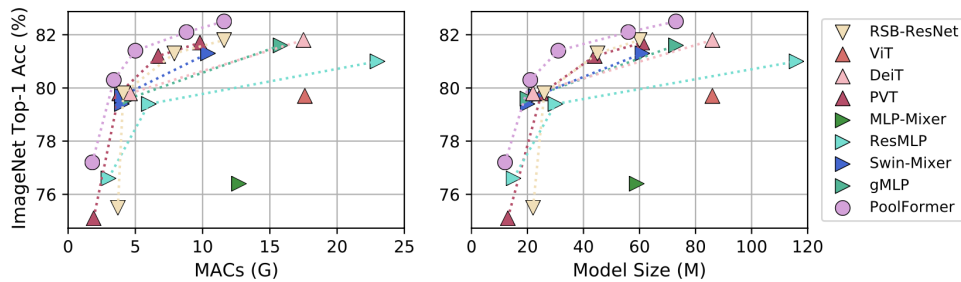 ImageNet Top-1 Acc (%)
82
80
78
76
0 5 10 15 20 25
MACs (G)
82
80
78
76
0 20 40 60 80 100 120
Model Size (M)
RSB-ResNet
ViT
DeiT
PVT
MLP-Mixer
ResMLP
Swin-Mixer
gMLP
PoolFormer